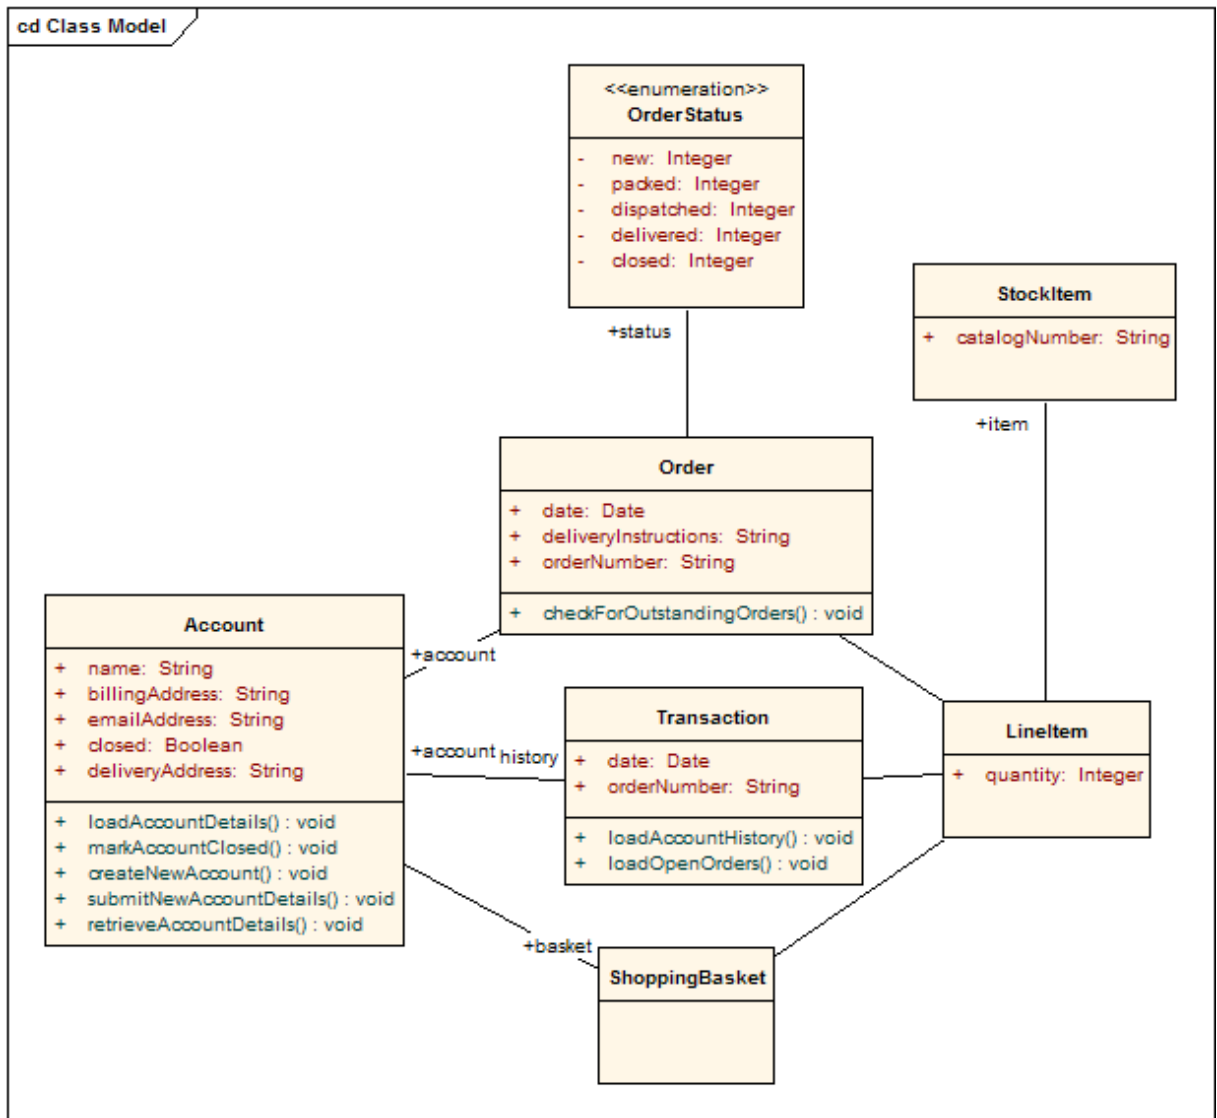 cd Class Model
<<enumeration>>
OrderStatus
- new: Integer
- packed: Integer
- dispatched: Integer
- delivered: Integer
- closed: Integer
+status
StockItem
+ catalogNumber: String
+item
Order
+ date: Date
+ deliveryInstructions: String
+ orderNumber: String
+ checkForOutstandingOrders() : void
Account
+ name: String
+ billingAddress: String
+ emailAddress: String
+ closed: Boolean
+ deliveryAddress: String
+ loadAccountDetails() : void
+ markAccountClosed() : void
+ createNewAccount() : void
+ submitNewAccountDetails() : void
+ retrieveAccountDetails() : void
+account
+account
history
Transaction
+ date: Date
+ orderNumber: String
+ loadAccountHistory() : void
+ loadOpenOrders() : void
LineItem
+ quantity: Integer
+basket
ShoppingBasket